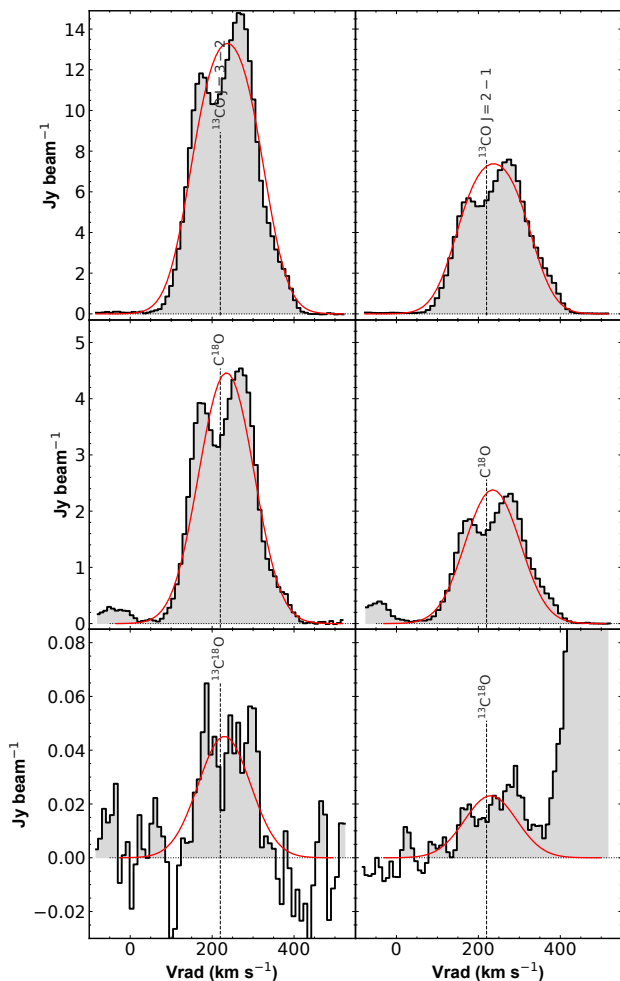 14
12
10
8
6
4
2
0
Jy beam⁻¹
¹³CO J = 3 − 2
¹³CO J = 2 − 1
5
4
3
2
1
0
Jy beam⁻¹
C¹⁸O
C¹⁸O
0.08
0.06
0.04
0.02
0.00
−0.02
Jy beam⁻¹
¹³C¹⁸O
¹³C¹⁸O
0 200 400 0 200 400
Vrad (km s⁻¹) Vrad (km s⁻¹)